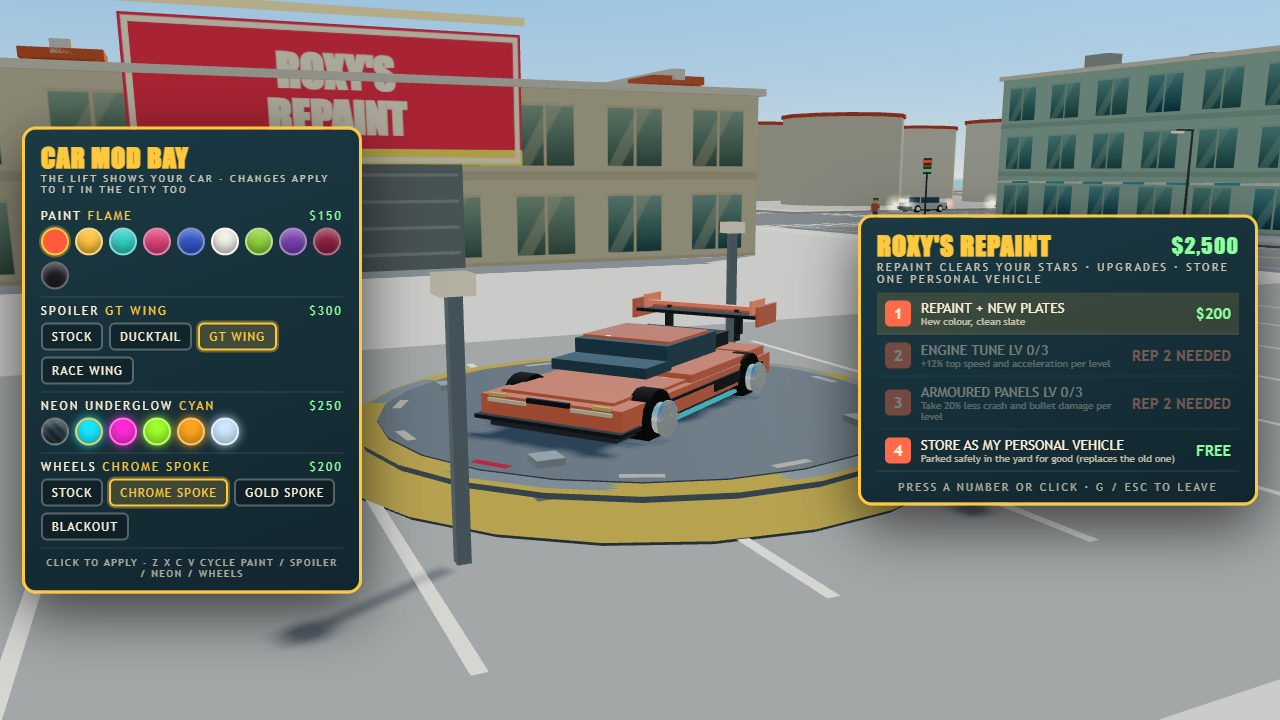 ROXY'S
REPAINT
CAR MOD BAY
THE LIFT SHOWS YOUR CAR - CHANGES APPLY
TO IT IN THE CITY TOO
PAINT FLAME $150
SPOILER GT WING $300
STOCK DUCKTAIL GT WING
RACE WING
NEON UNDERGLOW CYAN $250
WHEELS CHROME SPOKE $200
STOCK CHROME SPOKE GOLD SPOKE
BLACKOUT
CLICK TO APPLY - Z X C V CYCLE PAINT / SPOILER
/ NEON / WHEELS
ROXY'S REPAINT $2,500
REPAINT CLEARS YOUR STARS · UPGRADES · STORE
ONE PERSONAL VEHICLE
1 REPAINT + NEW PLATES $200
New colour, clean slate
2 ENGINE TUNE LV 0/3 REP 2 NEEDED
+12% top speed and acceleration per level
3 ARMOURED PANELS LV 0/3 REP 2 NEEDED
Take 20% less crash and bullet damage per
level
4 STORE AS MY PERSONAL VEHICLE FREE
Parked safely in the yard for good (replaces the old one)
PRESS A NUMBER OR CLICK · G / ESC TO LEAVE